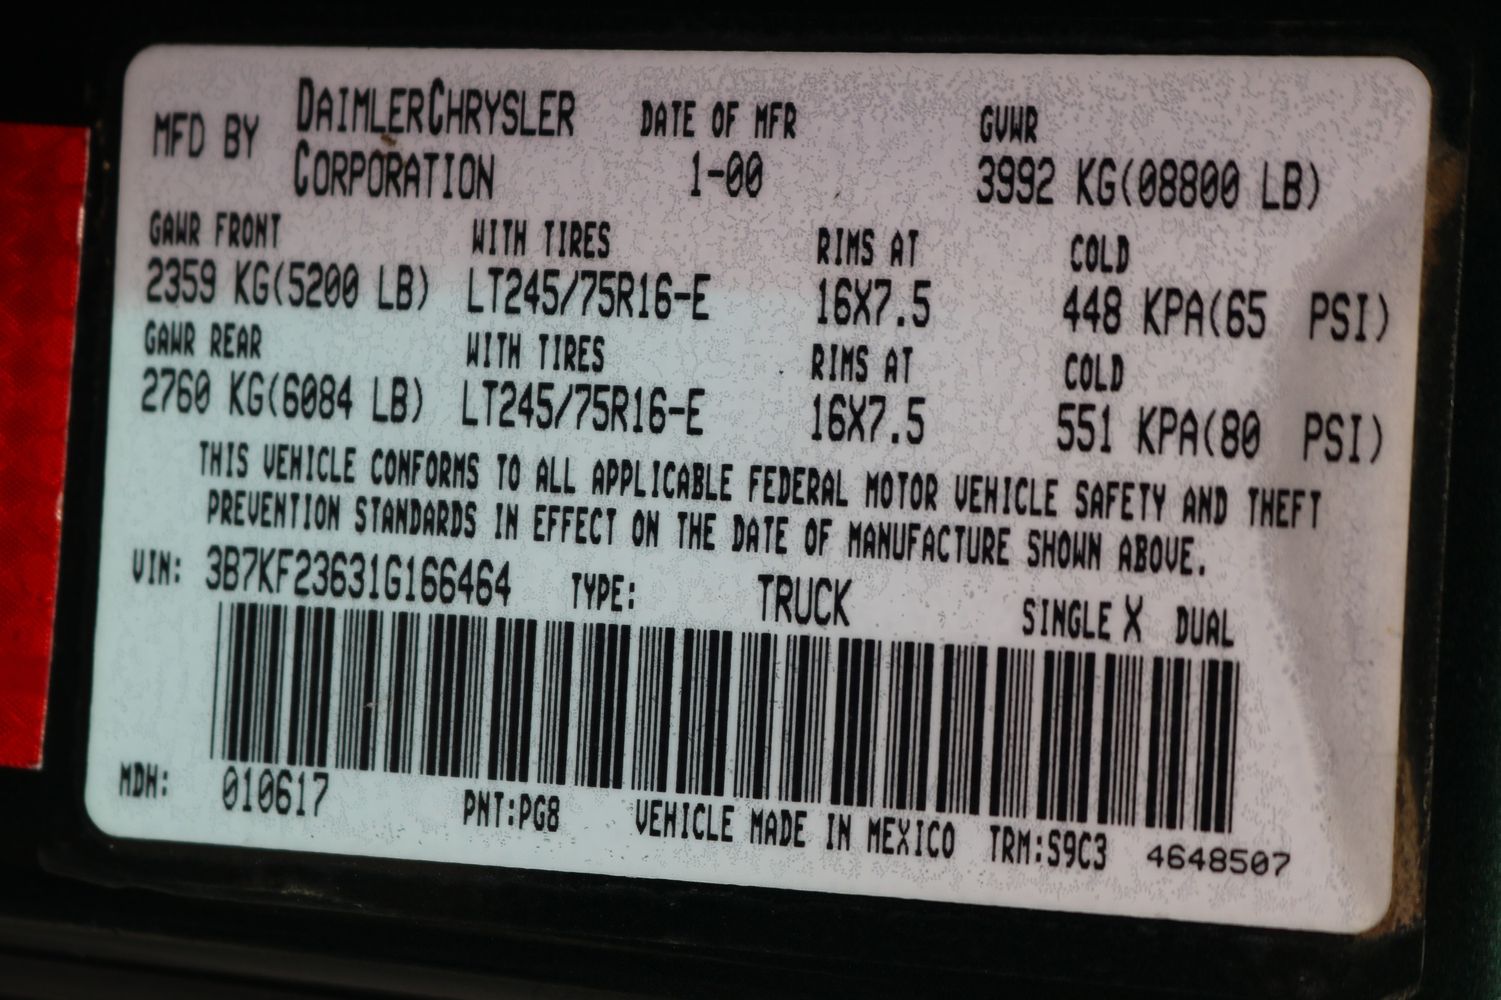 MFD BY DAIMLERCHRYSLER CORPORATION DATE OF MFR 1-00 GVWR 3992 KG(08800 LB)
GAWR FRONT WITH TIRES RIMS AT COLD
2359 KG(5200 LB) LT245/75R16-E 16X7.5 448 KPA(65 PSI)
GAWR REAR WITH TIRES RIMS AT COLD
2760 KG(6084 LB) LT245/75R16-E 16X7.5 551 KPA(80 PSI)
THIS VEHICLE CONFORMS TO ALL APPLICABLE FEDERAL MOTOR VEHICLE SAFETY AND THEFT
PREVENTION STANDARDS IN EFFECT ON THE DATE OF MANUFACTURE SHOWN ABOVE.
VIN: 3B7KF23631G166464 TYPE: TRUCK SINGLE X DUAL
MDH: 010617 PNT:PG8 VEHICLE MADE IN MEXICO TRM:S9C3 4648507